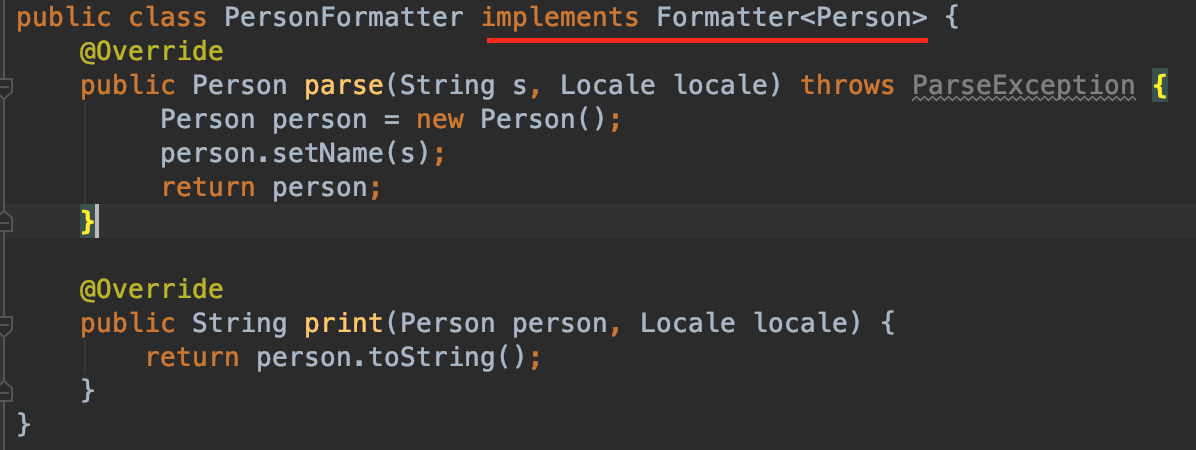 public class PersonFormatter implements Formatter<Person> {
    @Override
    public Person parse(String s, Locale locale) throws ParseException {
         Person person = new Person();
         person.setName(s);
         return person;
    }
    @Override
    public String print(Person person, Locale locale) {
        return person.toString();
    }
}